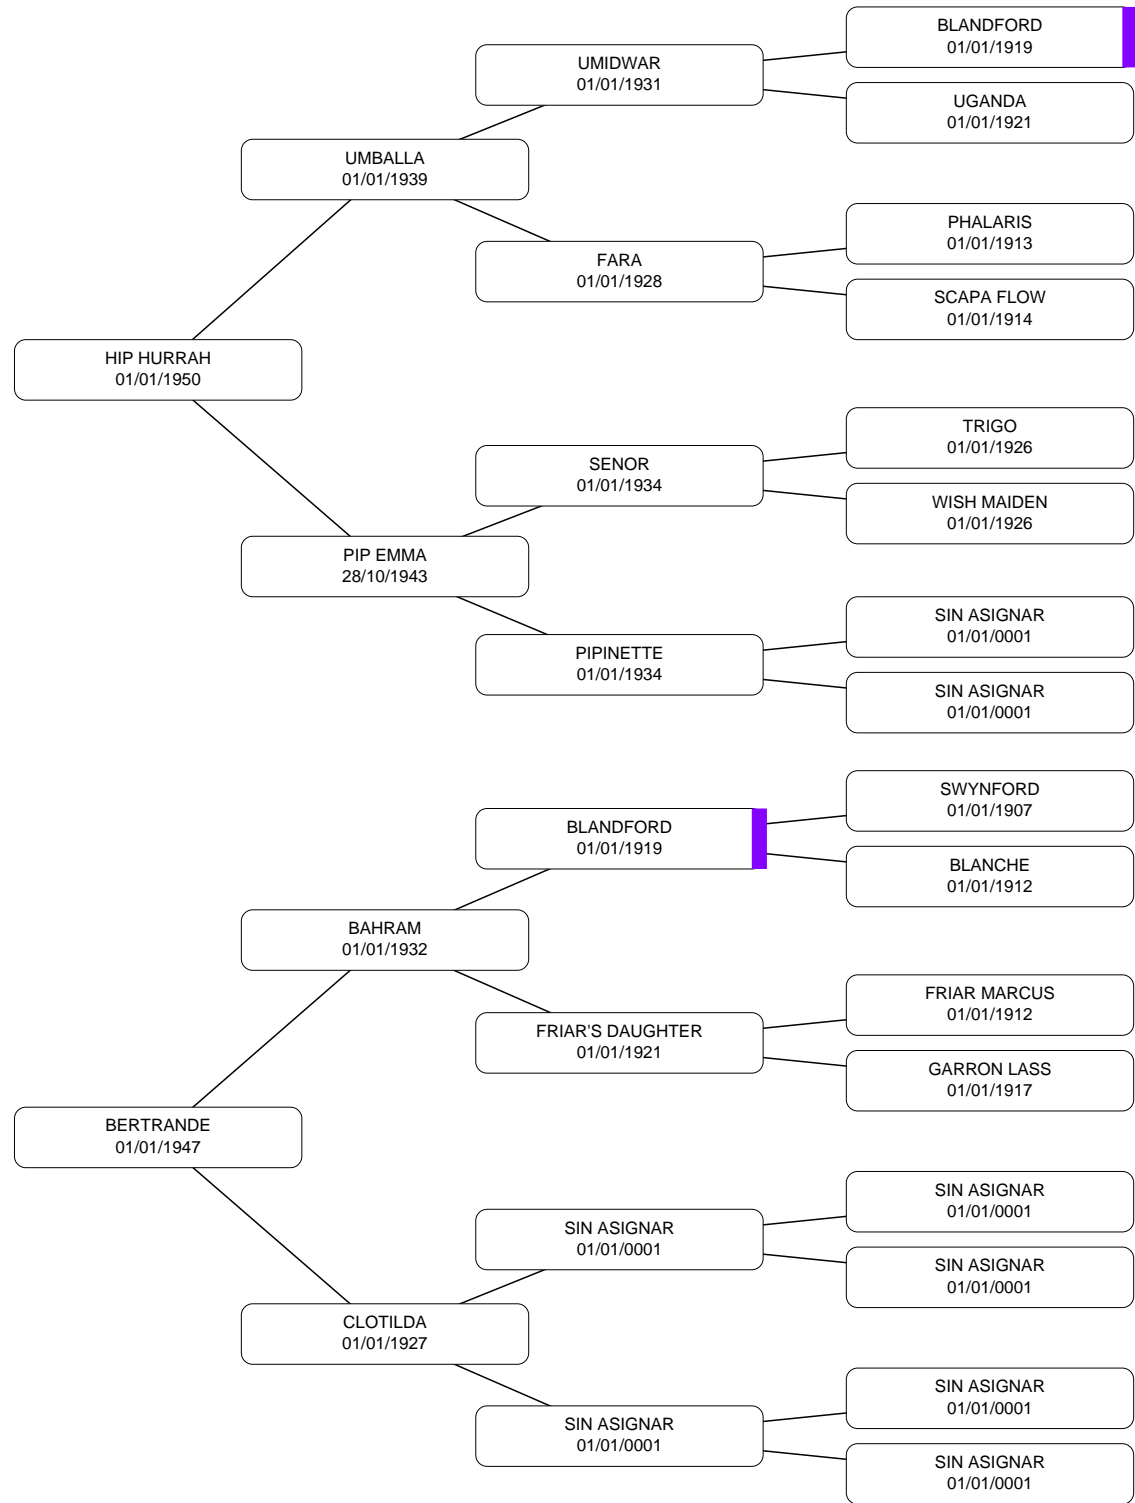 BLANDFORD
01/01/1919
UMIDWAR
01/01/1931
UGANDA
01/01/1921
UMBALLA
01/01/1939
PHALARIS
01/01/1913
FARA
01/01/1928
SCAPA FLOW
01/01/1914
HIP HURRAH
01/01/1950
TRIGO
01/01/1926
SENOR
01/01/1934
WISH MAIDEN
01/01/1926
PIP EMMA
28/10/1943
SIN ASIGNAR
01/01/0001
PIPINETTE
01/01/1934
SIN ASIGNAR
01/01/0001
SWYNFORD
01/01/1907
BLANDFORD
01/01/1919
BLANCHE
01/01/1912
BAHRAM
01/01/1932
FRIAR MARCUS
01/01/1912
FRIAR'S DAUGHTER
01/01/1921
GARRON LASS
01/01/1917
BERTRANDE
01/01/1947
SIN ASIGNAR
01/01/0001
SIN ASIGNAR
01/01/0001
SIN ASIGNAR
01/01/0001
CLOTILDA
01/01/1927
SIN ASIGNAR
01/01/0001
SIN ASIGNAR
01/01/0001
SIN ASIGNAR
01/01/0001